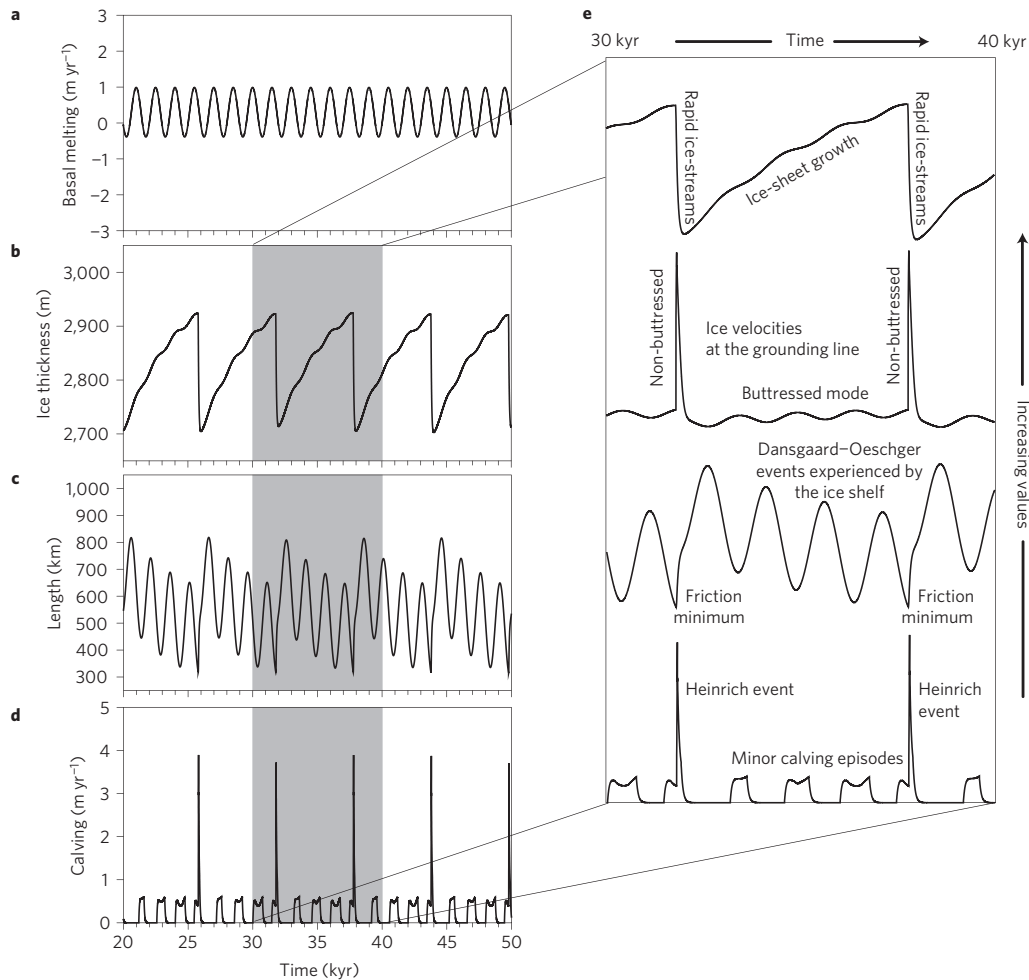 a
3
2
1
0
−1
−2
−3
Basal melting (m yr⁻¹)
b
3,000
2,900
2,800
2,700
Ice thickness (m)
c
1,000
900
800
700
600
500
400
300
Length (km)
d
5
4
3
2
1
0
Calving (m yr⁻¹)
20 25 30 35 40 45 50
Time (kyr)
e
30 kyr Time 40 kyr
Rapid ice-streams
Ice-sheet growth
Rapid ice-streams
Non-buttressed
Ice velocities
at the grounding line
Non-buttressed
Buttressed mode
Dansgaard–Oeschger
events experienced by
the ice shelf
Friction
minimum
Friction
minimum
Heinrich event
Heinrich
event
Minor calving episodes
Increasing values